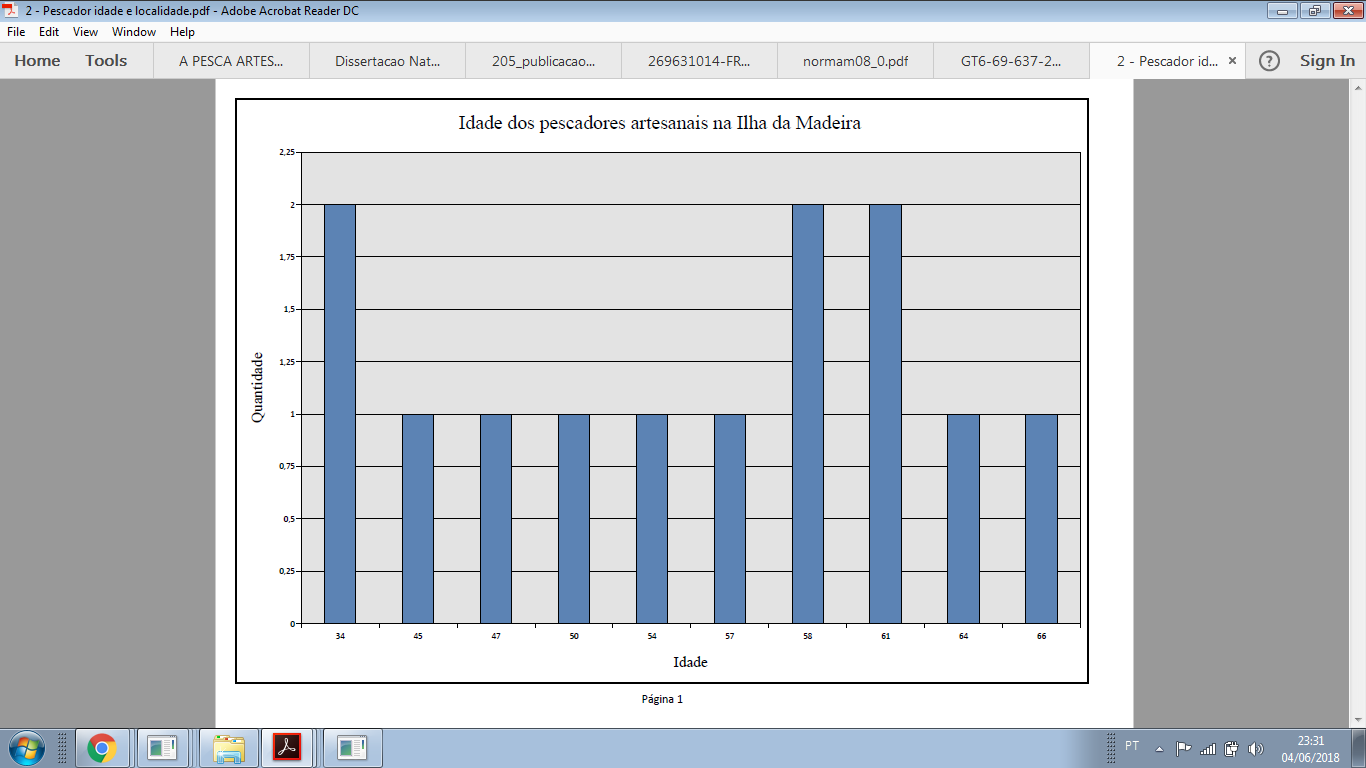 2 - Pescador idade e localidade.pdf - Adobe Acrobat Reader DC
File Edit View Window Help
Home Tools A PESCA ARTES... Dissertacao Nat... 205_publicacao... 269631014-FR... normam08_0.pdf GT6-69-637-2... 2 - Pescador id... × ? Sign In
Idade dos pescadores artesanais na Ilha da Madeira
2,25
2
1,75
1,5
1,25
1
0,75
0,5
0,25
0
Quantidade
34 45 47 50 54 57 58 61 64 66
Idade
Página 1
PT 23:31
04/06/2018